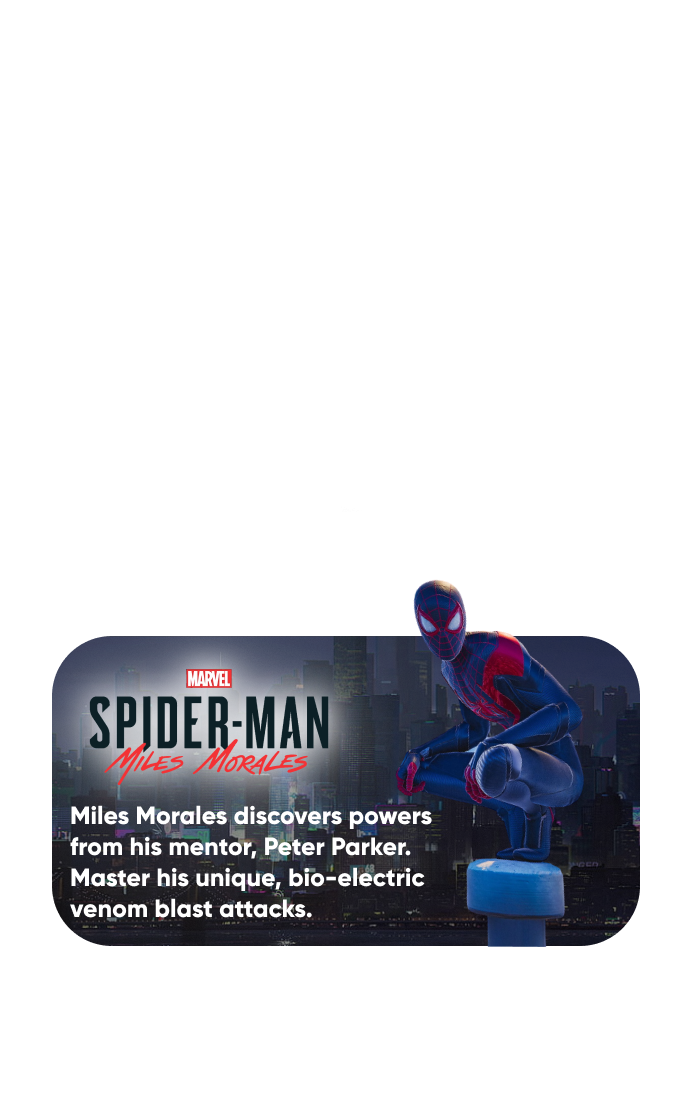 MARVEL
SPIDER-MAN
MILES MORALES
Miles Morales discovers powers
from his mentor, Peter Parker.
Master his unique, bio-electric
venom blast attacks.